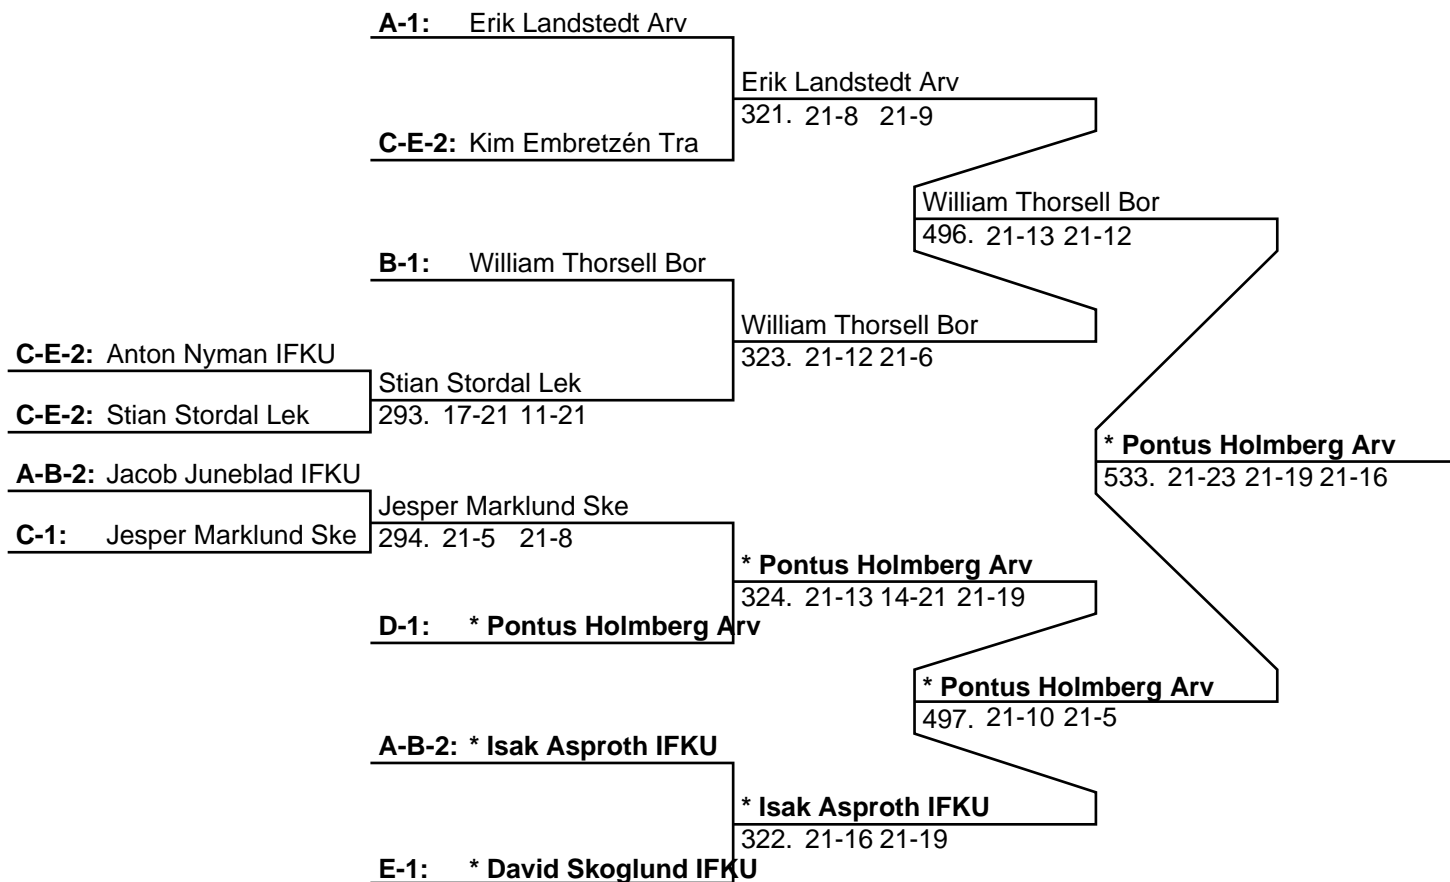 A-1: Erik Landstedt Arv
Erik Landstedt Arv
321. 21-8 21-9
C-E-2: Kim Embretzén Tra
William Thorsell Bor
496. 21-13 21-12
B-1: William Thorsell Bor
William Thorsell Bor
323. 21-12 21-6
C-E-2: Anton Nyman IFKU
Stian Stordal Lek
293. 17-21 11-21
C-E-2: Stian Stordal Lek
* Pontus Holmberg Arv
533. 21-23 21-19 21-16
A-B-2: Jacob Juneblad IFKU
Jesper Marklund Ske
294. 21-5 21-8
C-1: Jesper Marklund Ske
* Pontus Holmberg Arv
324. 21-13 14-21 21-19
D-1: * Pontus Holmberg Arv
* Pontus Holmberg Arv
497. 21-10 21-5
A-B-2: * Isak Asproth IFKU
* Isak Asproth IFKU
322. 21-16 21-19
E-1: * David Skoglund IFKU